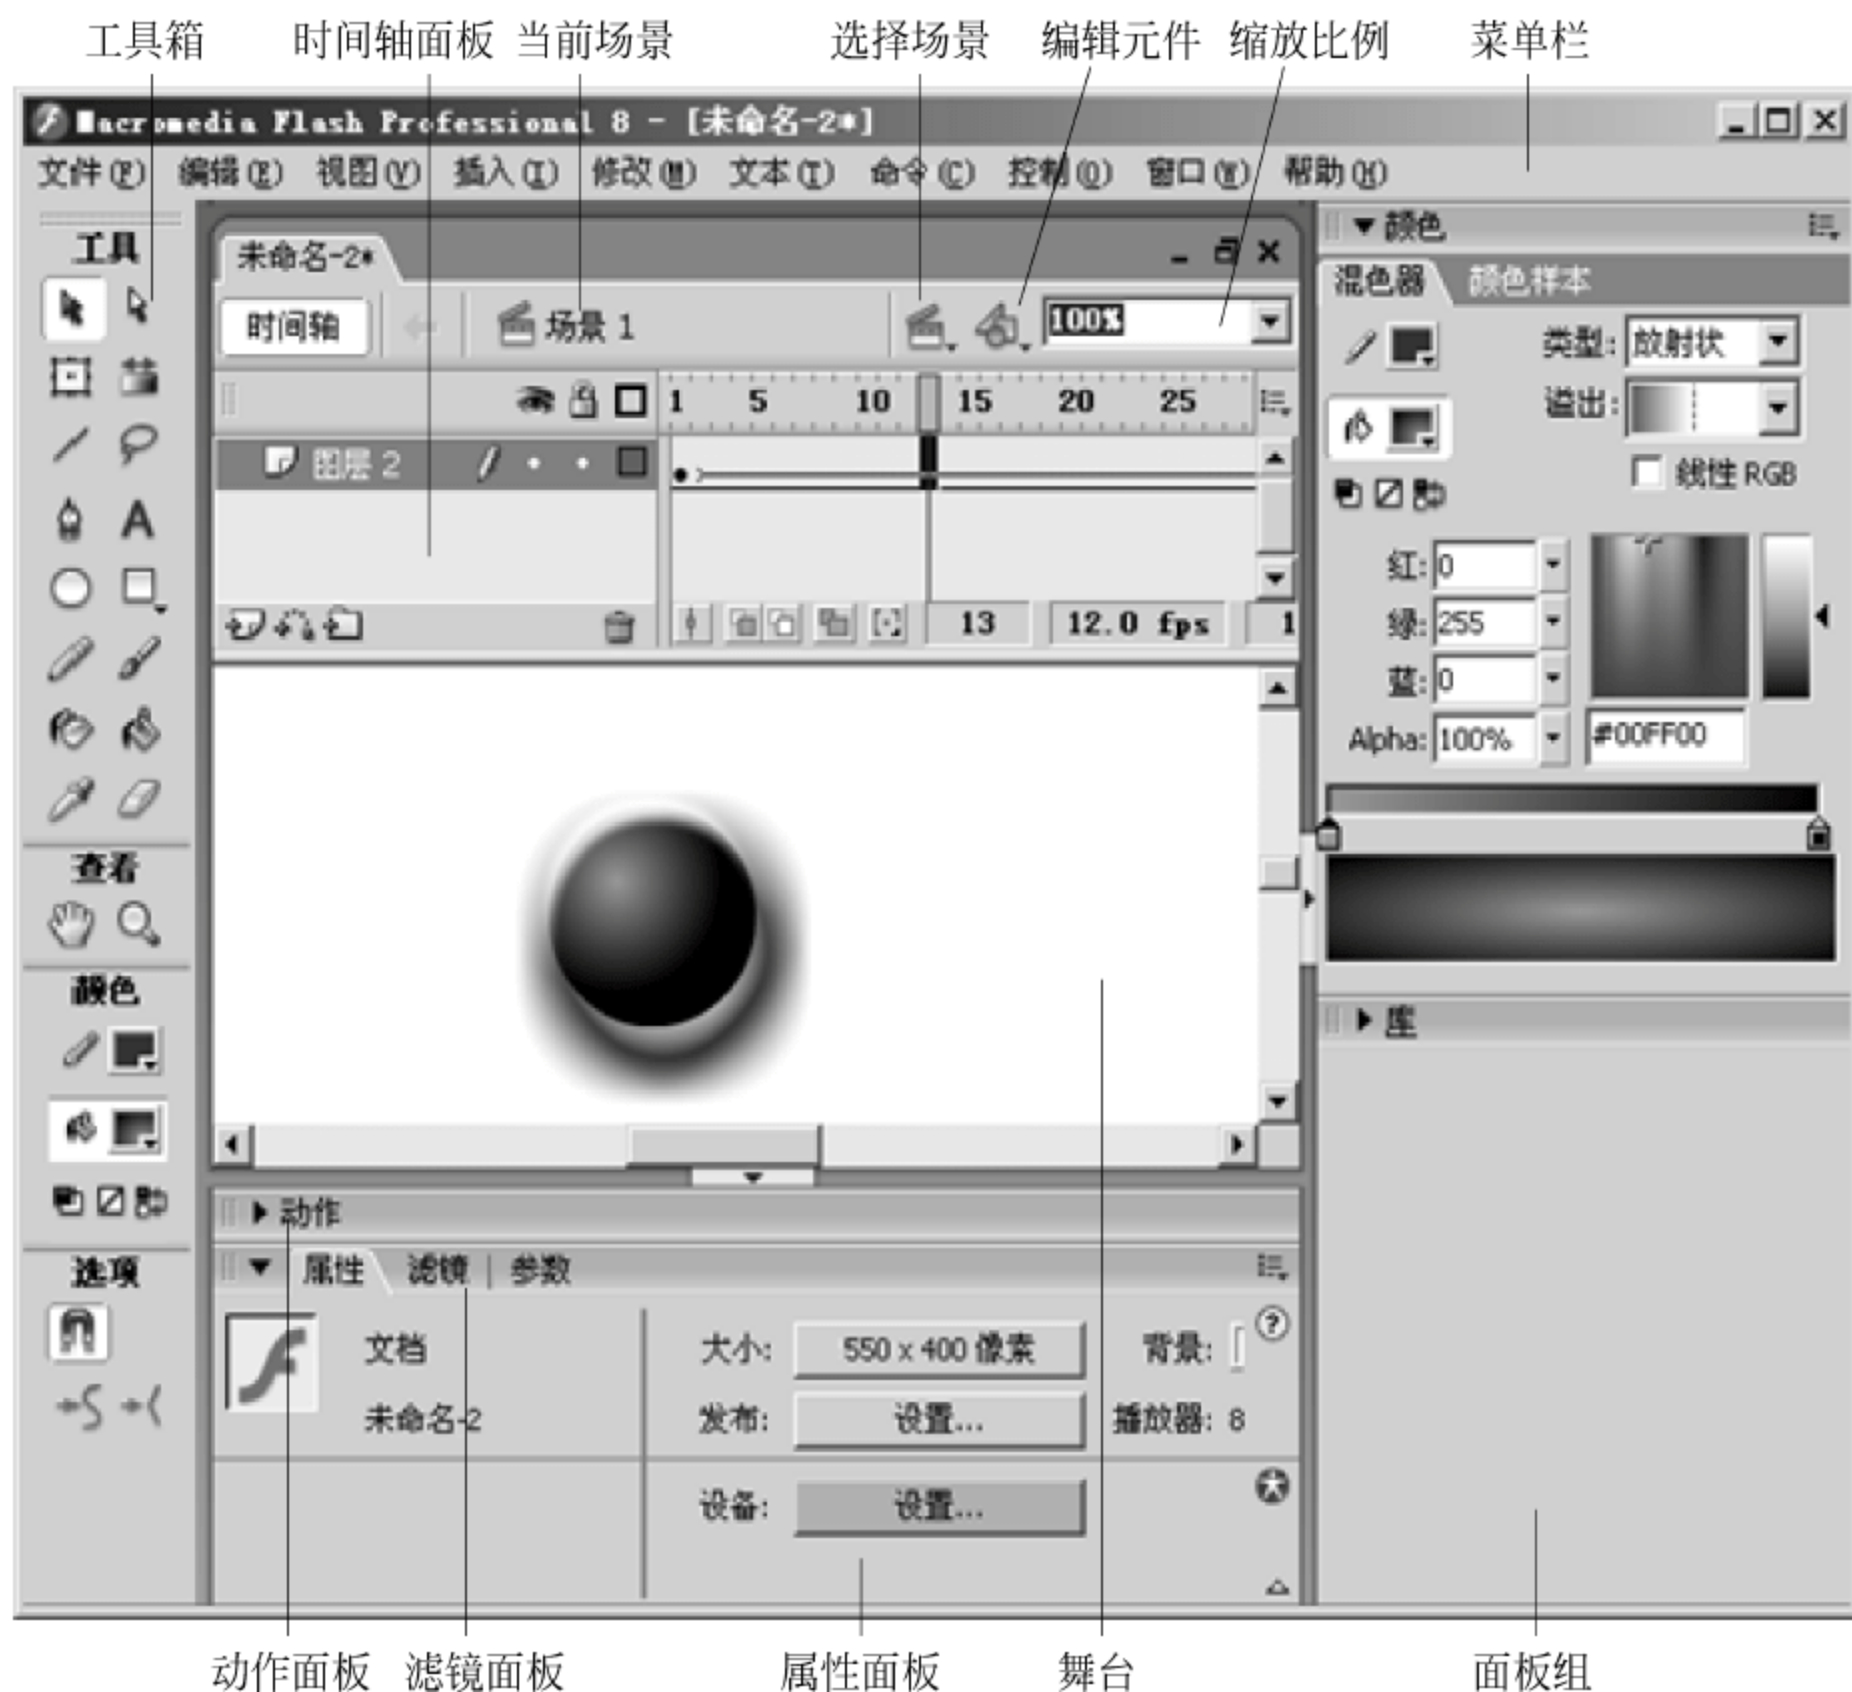 工具箱 时间轴面板 当前场景 选择场景 编辑元件 缩放比例 菜单栏
Macromedia Flash Professional 8 - [未命名-2*]
文件(F) 编辑(E) 视图(V) 插入(I) 修改(M) 文本(T) 命令(C) 控制(O) 窗口(W) 帮助(H)
工具
未命名-2*
时间轴 场景 1 100%
1 5 10 15 20 25
图层 2
13 12.0 fps 1
查看
颜色
选项
颜色
混色器 颜色样本
类型: 放射状
溢出:
线性 RGB
红: 0
绿: 255
蓝: 0
Alpha: 100% #00FF00
库
动作
属性 滤镜 | 参数
文档 大小: 550 x 400 像素 背景:
未命名-2 发布: 设置... 播放器: 8
设备: 设置...
动作面板 滤镜面板 属性面板 舞台 面板组